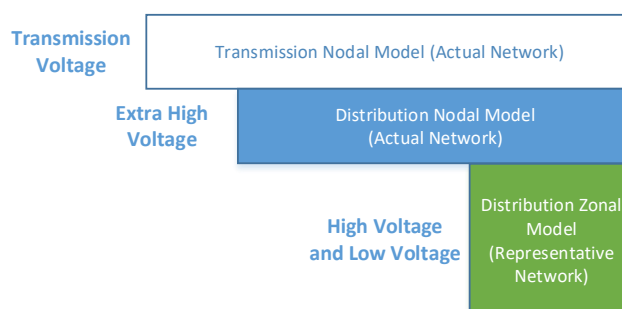 Transmission
Voltage
Transmission Nodal Model (Actual Network)
Extra High
Voltage
Distribution Nodal Model
(Actual Network)
High Voltage
and Low Voltage
Distribution Zonal
Model
(Representative
Network)